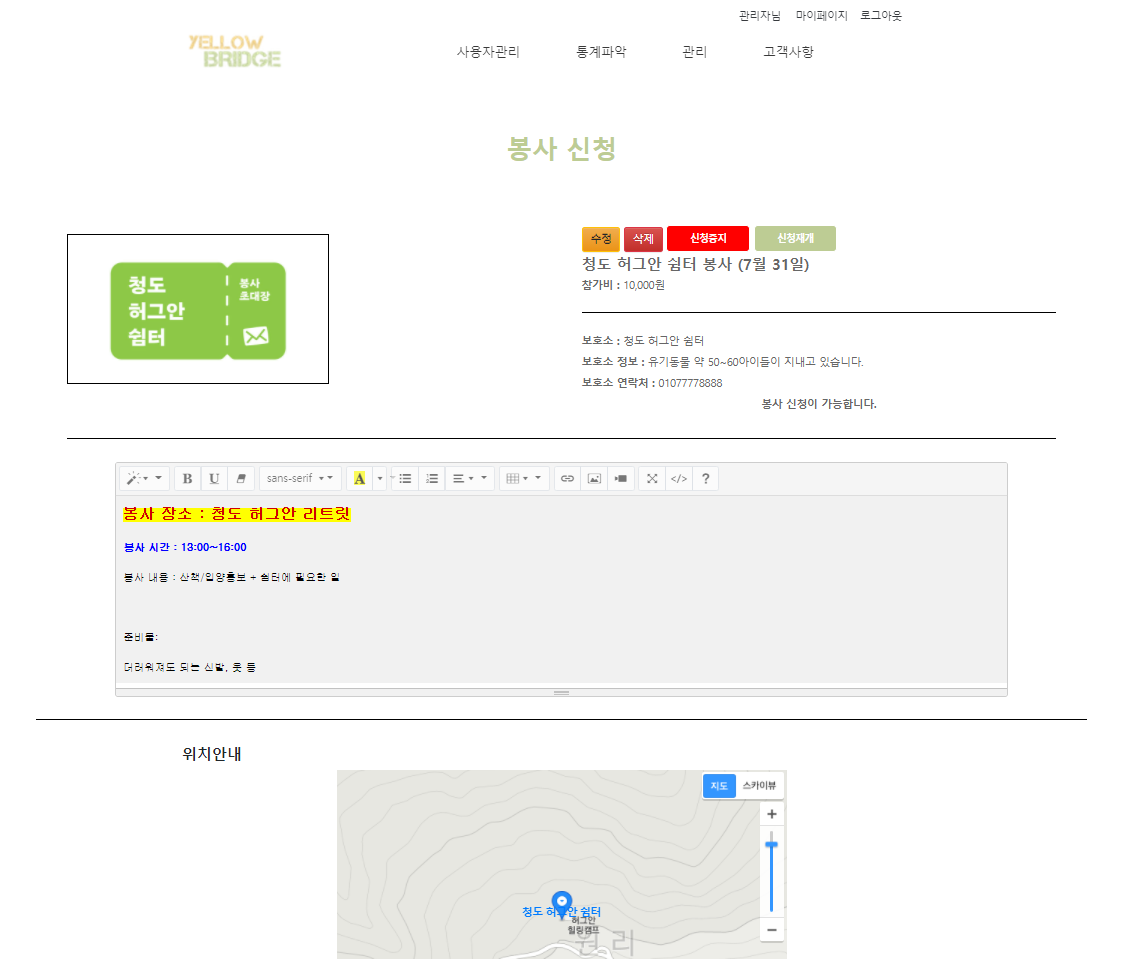 관리자님 마이페이지 로그아웃
YELLOW
BRIDGE
사용자관리 통계파악 관리 고객사항
봉사 신청
청도
허그안
쉼터
봉사
초대장
수정 삭제 신청중지 신청재개
청도 허그안 쉼터 봉사 (7월 31일)
참가비 : 10,000원
보호소 : 청도 허그안 쉼터
보호소 정보 : 유기동물 약 50~60아이들이 지내고 있습니다.
보호소 연락처 : 01077778888
봉사 신청이 가능합니다.
B U sans-serif A </> ?
봉사 장소 : 청도 허그안 리트릿
봉사 시간 : 13:00~16:00
봉사 내용 : 산책/입양홍보 + 쉼터에 필요한 일
준비물:
더러워져도 되는 신발, 옷 등
위치안내
지도 스카이뷰
+
청도 허그안 쉼터
허그안
힐링캠프
원리
−